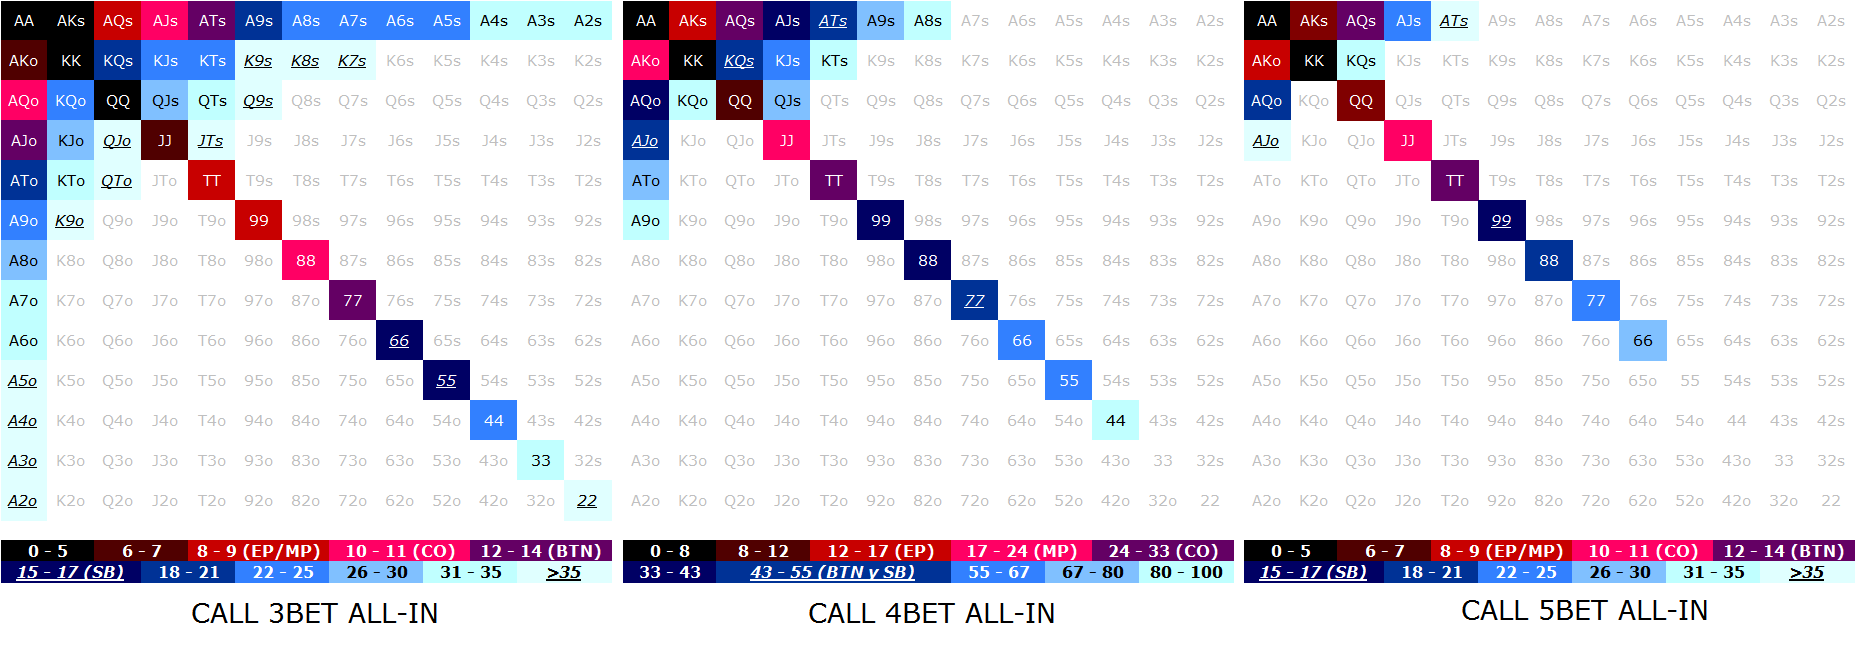 AA AKs AQs AJs ATs A9s A8s A7s A6s A5s A4s A3s A2s
AKo KK KQs KJs KTs K9s K8s K7s K6s K5s K4s K3s K2s
AQo KQo QQ QJs QTs Q9s Q8s Q7s Q6s Q5s Q4s Q3s Q2s
AJo KJo QJo JJ JTs J9s J8s J7s J6s J5s J4s J3s J2s
ATo KTo QTo JTo TT T9s T8s T7s T6s T5s T4s T3s T2s
A9o K9o Q9o J9o T9o 99 98s 97s 96s 95s 94s 93s 92s
A8o K8o Q8o J8o T8o 98o 88 87s 86s 85s 84s 83s 82s
A7o K7o Q7o J7o T7o 97o 87o 77 76s 75s 74s 73s 72s
A6o K6o Q6o J6o T6o 96o 86o 76o 66 65s 64s 63s 62s
A5o K5o Q5o J5o T5o 95o 85o 75o 65o 55 54s 53s 52s
A4o K4o Q4o J4o T4o 94o 84o 74o 64o 54o 44 43s 42s
A3o K3o Q3o J3o T3o 93o 83o 73o 63o 53o 43o 33 32s
A2o K2o Q2o J2o T2o 92o 82o 72o 62o 52o 42o 32o 22
0 - 5 6 - 7 8 - 9 (EP/MP) 10 - 11 (CO) 12 - 14 (BTN)
15 - 17 (SB) 18 - 21 22 - 25 26 - 30 31 - 35 >35
CALL 3BET ALL-IN
AA AKs AQs AJs ATs A9s A8s A7s A6s A5s A4s A3s A2s
AKo KK KQs KJs KTs K9s K8s K7s K6s K5s K4s K3s K2s
AQo KQo QQ QJs QTs Q9s Q8s Q7s Q6s Q5s Q4s Q3s Q2s
AJo KJo QJo JJ JTs J9s J8s J7s J6s J5s J4s J3s J2s
ATo KTo QTo JTo TT T9s T8s T7s T6s T5s T4s T3s T2s
A9o K9o Q9o J9o T9o 99 98s 97s 96s 95s 94s 93s 92s
A8o K8o Q8o J8o T8o 98o 88 87s 86s 85s 84s 83s 82s
A7o K7o Q7o J7o T7o 97o 87o 77 76s 75s 74s 73s 72s
A6o K6o Q6o J6o T6o 96o 86o 76o 66 65s 64s 63s 62s
A5o K5o Q5o J5o T5o 95o 85o 75o 65o 55 54s 53s 52s
A4o K4o Q4o J4o T4o 94o 84o 74o 64o 54o 44 43s 42s
A3o K3o Q3o J3o T3o 93o 83o 73o 63o 53o 43o 33 32s
A2o K2o Q2o J2o T2o 92o 82o 72o 62o 52o 42o 32o 22
0 - 8 8 - 12 12 - 17 (EP) 17 - 24 (MP) 24 - 33 (CO)
33 - 43 43 - 55 (BTN y SB) 55 - 67 67 - 80 80 - 100
CALL 4BET ALL-IN
AA AKs AQs AJs ATs A9s A8s A7s A6s A5s A4s A3s A2s
AKo KK KQs KJs KTs K9s K8s K7s K6s K5s K4s K3s K2s
AQo KQo QQ QJs QTs Q9s Q8s Q7s Q6s Q5s Q4s Q3s Q2s
AJo KJo QJo JJ JTs J9s J8s J7s J6s J5s J4s J3s J2s
ATo KTo QTo JTo TT T9s T8s T7s T6s T5s T4s T3s T2s
A9o K9o Q9o J9o T9o 99 98s 97s 96s 95s 94s 93s 92s
A8o K8o Q8o J8o T8o 98o 88 87s 86s 85s 84s 83s 82s
A7o K7o Q7o J7o T7o 97o 87o 77 76s 75s 74s 73s 72s
A6o K6o Q6o J6o T6o 96o 86o 76o 66 65s 64s 63s 62s
A5o K5o Q5o J5o T5o 95o 85o 75o 65o 55 54s 53s 52s
A4o K4o Q4o J4o T4o 94o 84o 74o 64o 54o 44 43s 42s
A3o K3o Q3o J3o T3o 93o 83o 73o 63o 53o 43o 33 32s
A2o K2o Q2o J2o T2o 92o 82o 72o 62o 52o 42o 32o 22
0 - 5 6 - 7 8 - 9 (EP/MP) 10 - 11 (CO) 12 - 14 (BTN)
15 - 17 (SB) 18 - 21 22 - 25 26 - 30 31 - 35 >35
CALL 5BET ALL-IN